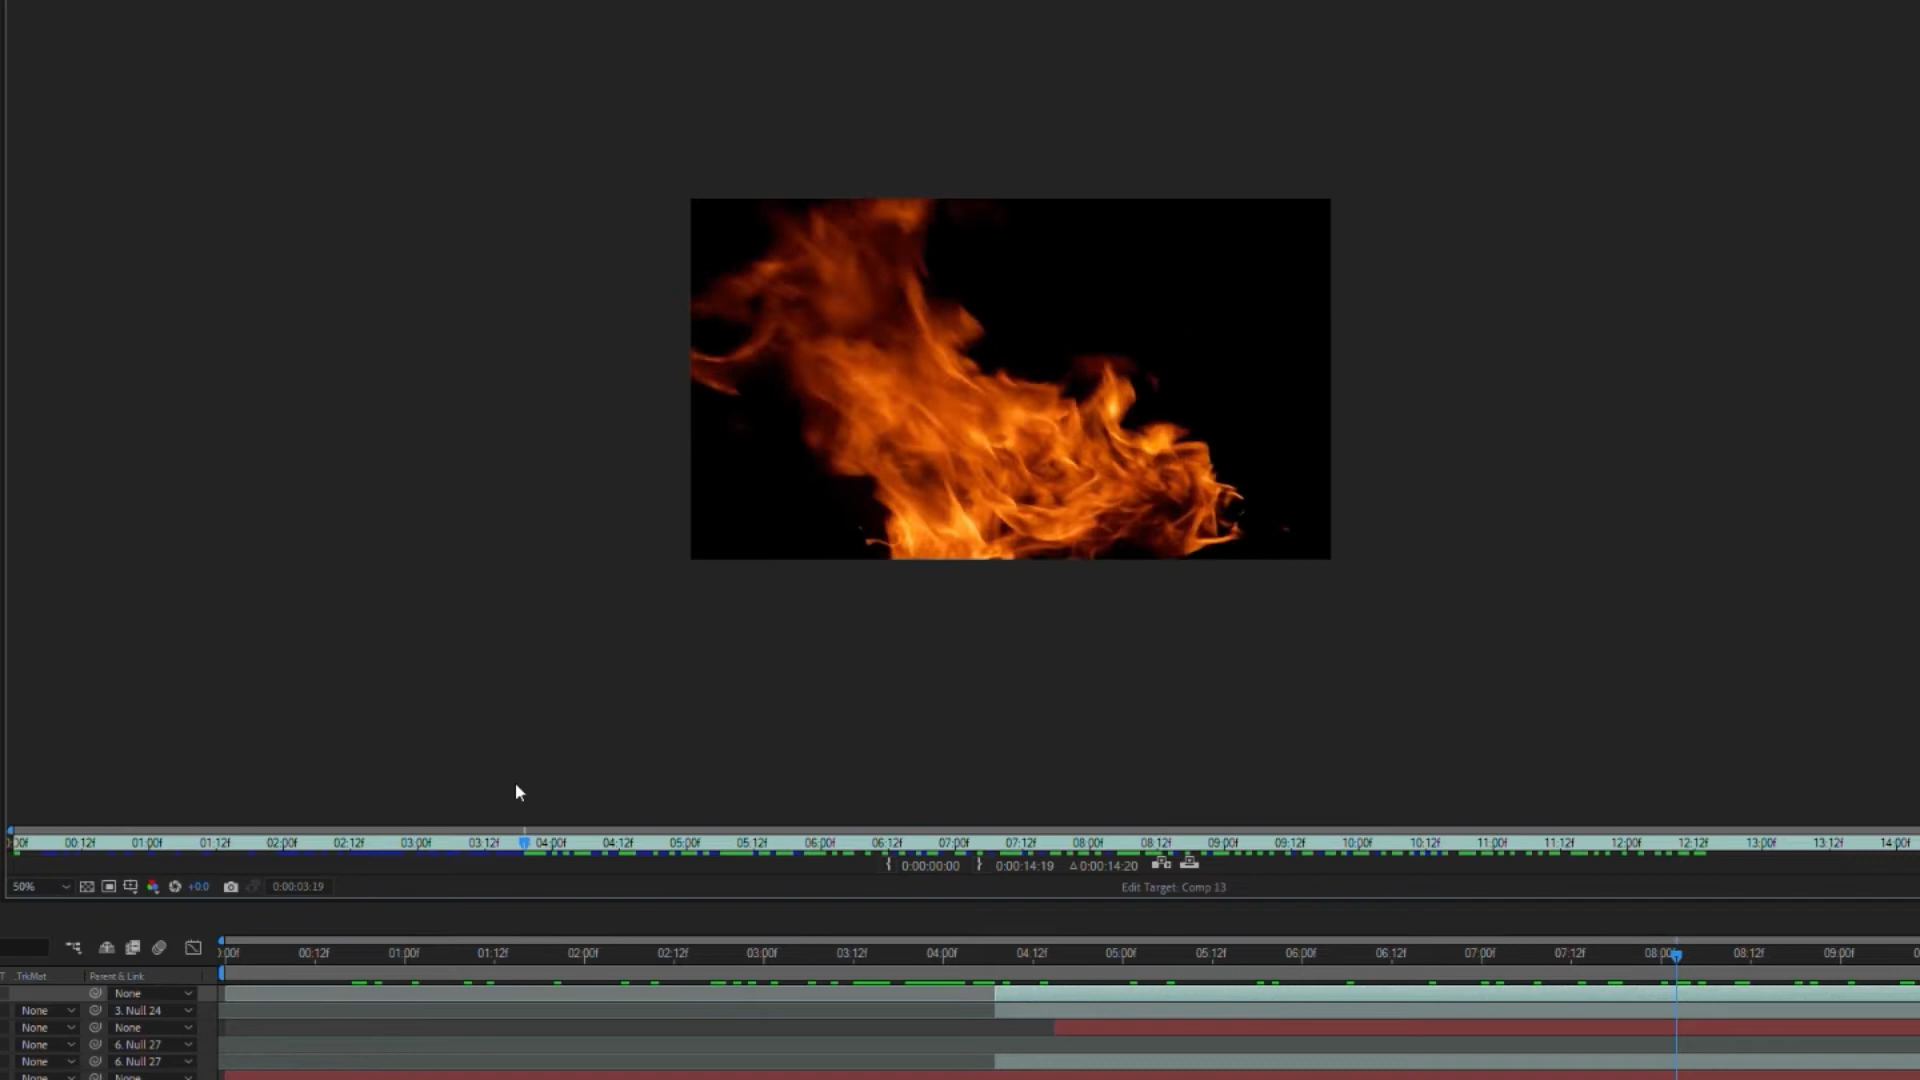 :00f 00:12f 01:00f 01:12f 02:00f 02:12f 03:00f 03:12f 04:00f 04:12f 05:00f 05:12f 06:00f 06:12f 07:00f 07:12f 08:00f 08:12f 09:00f 09:12f 10:00f 10:12f 11:00f 11:12f 12:00f 12:12f 13:00f 13:12f 14:00f
0:00:00:00 0:00:14:19 Δ 0:00:14:20
50% +0.0 0:00:03:19 Edit Target: Comp 13
:00f 00:12f 01:00f 01:12f 02:00f 02:12f 03:00f 03:12f 04:00f 04:12f 05:00f 05:12f 06:00f 06:12f 07:00f 07:12f 08:00f 08:12f 09:00f
T .TrkMat Parent & Link
None
None 3. Null 24
None None
None 6. Null 27
None 6. Null 27
None None